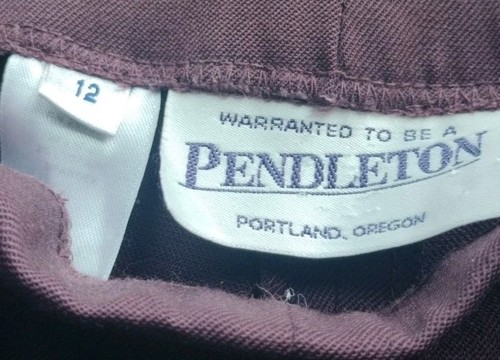 12
WARRANTED TO BE A
PENDLETON
PORTLAND, OREGON